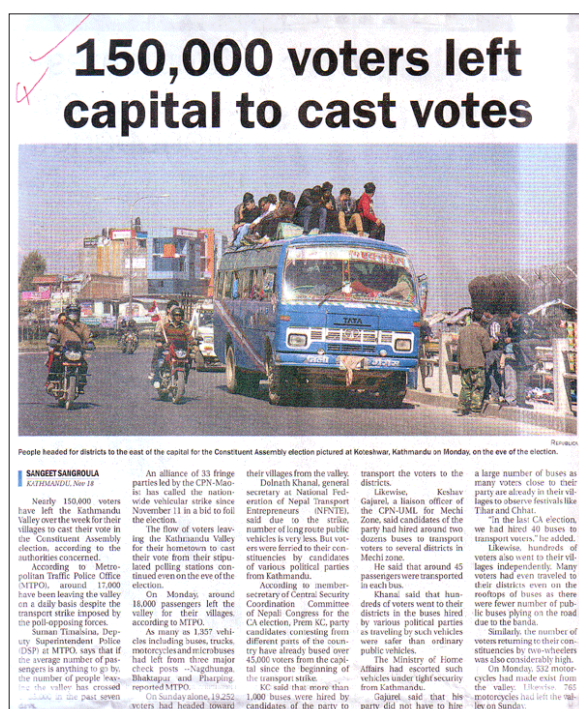 150,000 voters left
capital to cast votes
TATA
REPUBLICA
People headed for districts to the east of the capital for the Constituent Assembly election pictured at Koteshwar, Kathmandu on Monday, on the eve of the election.
SANGEET SANGROULA
KATHMANDU, Nov 18
Nearly 150,000 voters
have left the Kathmandu
Valley over the week for their
villages to cast their vote in
the Constituent Assembly
election, according to the
authorities concerned.
According to Metro-
politan Traffic Police Office
(MTPO), around 17,000
have been leaving the valley
on a daily basis despite the
transport strike imposed by
the poll-opposing forces.
Suman Timalsina, Dep-
uty Superintendent Police
(DSP) at MTPO, says that if
the average number of pas-
sengers is anything to go by,
the number of people leav-
ing the valley has crossed
in the past seven
days.
An alliance of 33 fringe
parties led by the CPN-Mao-
ist has called the nation-
wide vehicular strike since
November 11 in a bid to foil
the election.
The flow of voters leav-
ing the Kathmandu Valley
for their hometown to cast
their vote from their stipu-
lated polling stations con-
tinued even on the eve of the
election.
On Monday, around
18,000 passengers left the
valley for their villages,
according to MTPO.
As many as 1,357 vehi-
cles including buses, trucks,
motorcycles and microbuses
had left from three major
check posts –Nagdhunga,
Bhaktapur and Pharping,
reported MTPO.
On Sunday alone, 19,252
voters had headed toward
their villages from the valley.
Dolnath Khanal, general
secretary at National Fed-
eration of Nepal Transport
Entrepreneurs (NFNTE),
said due to the strike,
number of long route public
vehicles is very less. But vot-
ers were ferried to their con-
stituencies by candidates
of various political parties
from Kathmandu.
According to member-
secretary of Central Security
Coordination Committee
of Nepali Congress for the
CA election, Prem KC, party
candidates contesting from
different parts of the coun-
try have already bused over
45,000 voters from the capi-
tal since the beginning of
the transport strike.
KC said that more than
1,000 buses were hired by
candidates of the party to
transport the voters to the
districts.
Likewise, Keshav
Gajurel, a liaison officer of
the CPN-UML for Mechi
Zone, said candidates of the
party had hired around two
dozens buses to transport
voters to several districts in
Mechi zone.
He said that around 45
passengers were transported
in each bus.
Khanal said that hun-
dreds of voters went to their
districts in the buses hired
by various political parties
as traveling by such vehicles
were safer than ordinary
public vehicles.
The Ministry of Home
Affairs had escorted such
vehicles under tight security
from Kathmandu.
Gajurel said that his
party did not have to hire
a large number of buses as
many voters close to their
party are already in their vil-
lages to observe festivals like
Tihar and Chhat.
"In the last CA election,
we had hired 40 buses to
transport voters," he added.
Likewise, hundreds of
voters also went to their vil-
lages independently. Many
voters had even traveled to
their districts even on the
rooftops of buses as there
were fewer number of pub-
lic buses plying on the road
due to the banda.
Similarly, the number of
voters returning to their con-
stituencies by two-wheelers
was also considerably high.
On Monday, 532 motor-
cycles had made exit from
the valley. Likewise, 765
motorcycles had left the val-
ley on Sunday.